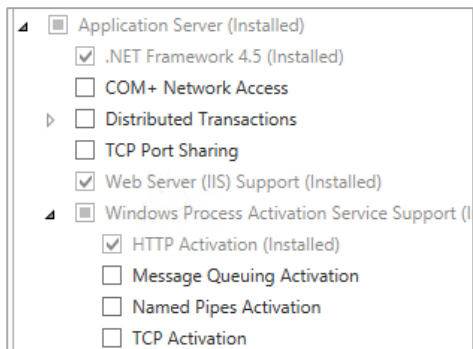 Application Server (Installed)
.NET Framework 4.5 (Installed)
COM+ Network Access
Distributed Transactions
TCP Port Sharing
Web Server (IIS) Support (Installed)
Windows Process Activation Service Support (I
HTTP Activation (Installed)
Message Queuing Activation
Named Pipes Activation
TCP Activation